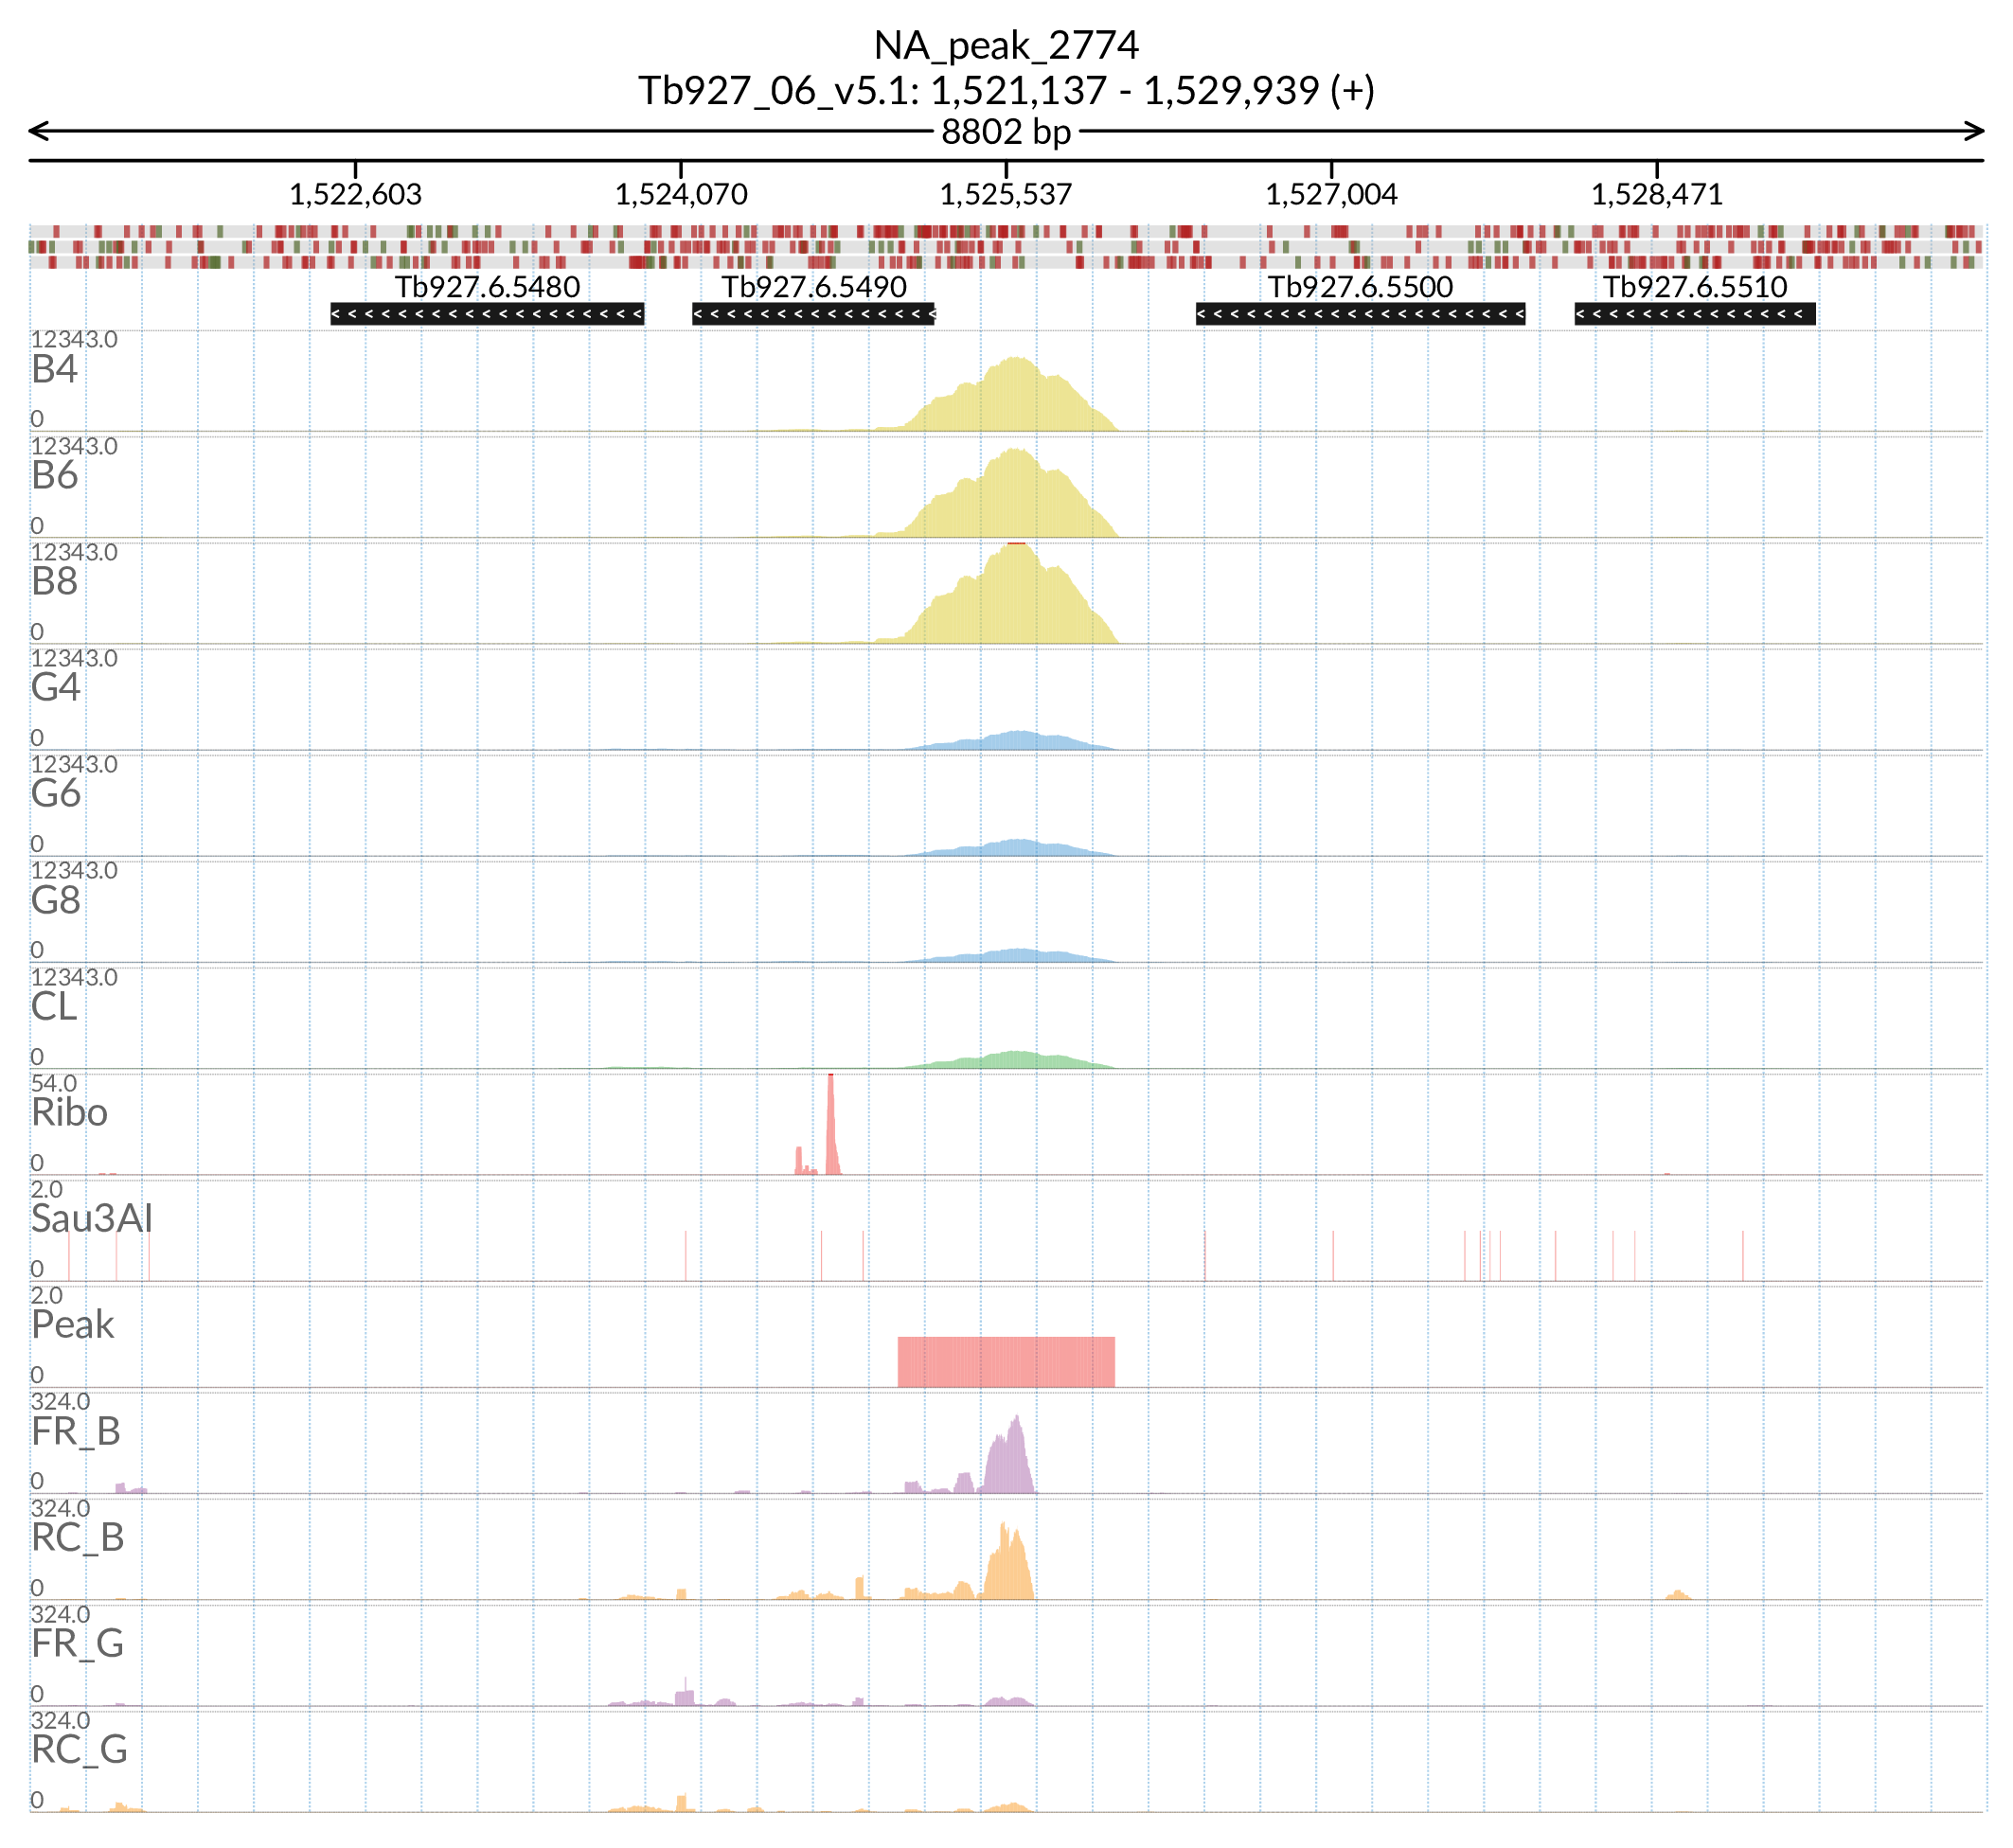 NA_peak_2774
Tb927_06_v5.1: 1,521,137 - 1,529,939 (+)
8802 bp
1,522,603 1,524,070 1,525,537 1,527,004 1,528,471
Tb927.6.5480 Tb927.6.5490 Tb927.6.5500 Tb927.6.5510
12343.0
B4
0
12343.0
B6
0
12343.0
B8
0
12343.0
G4
0
12343.0
G6
0
12343.0
G8
0
12343.0
CL
0
54.0
Ribo
0
2.0
Sau3AI
0
2.0
Peak
0
324.0
FR_B
0
324.0
RC_B
0
324.0
FR_G
0
324.0
RC_G
0